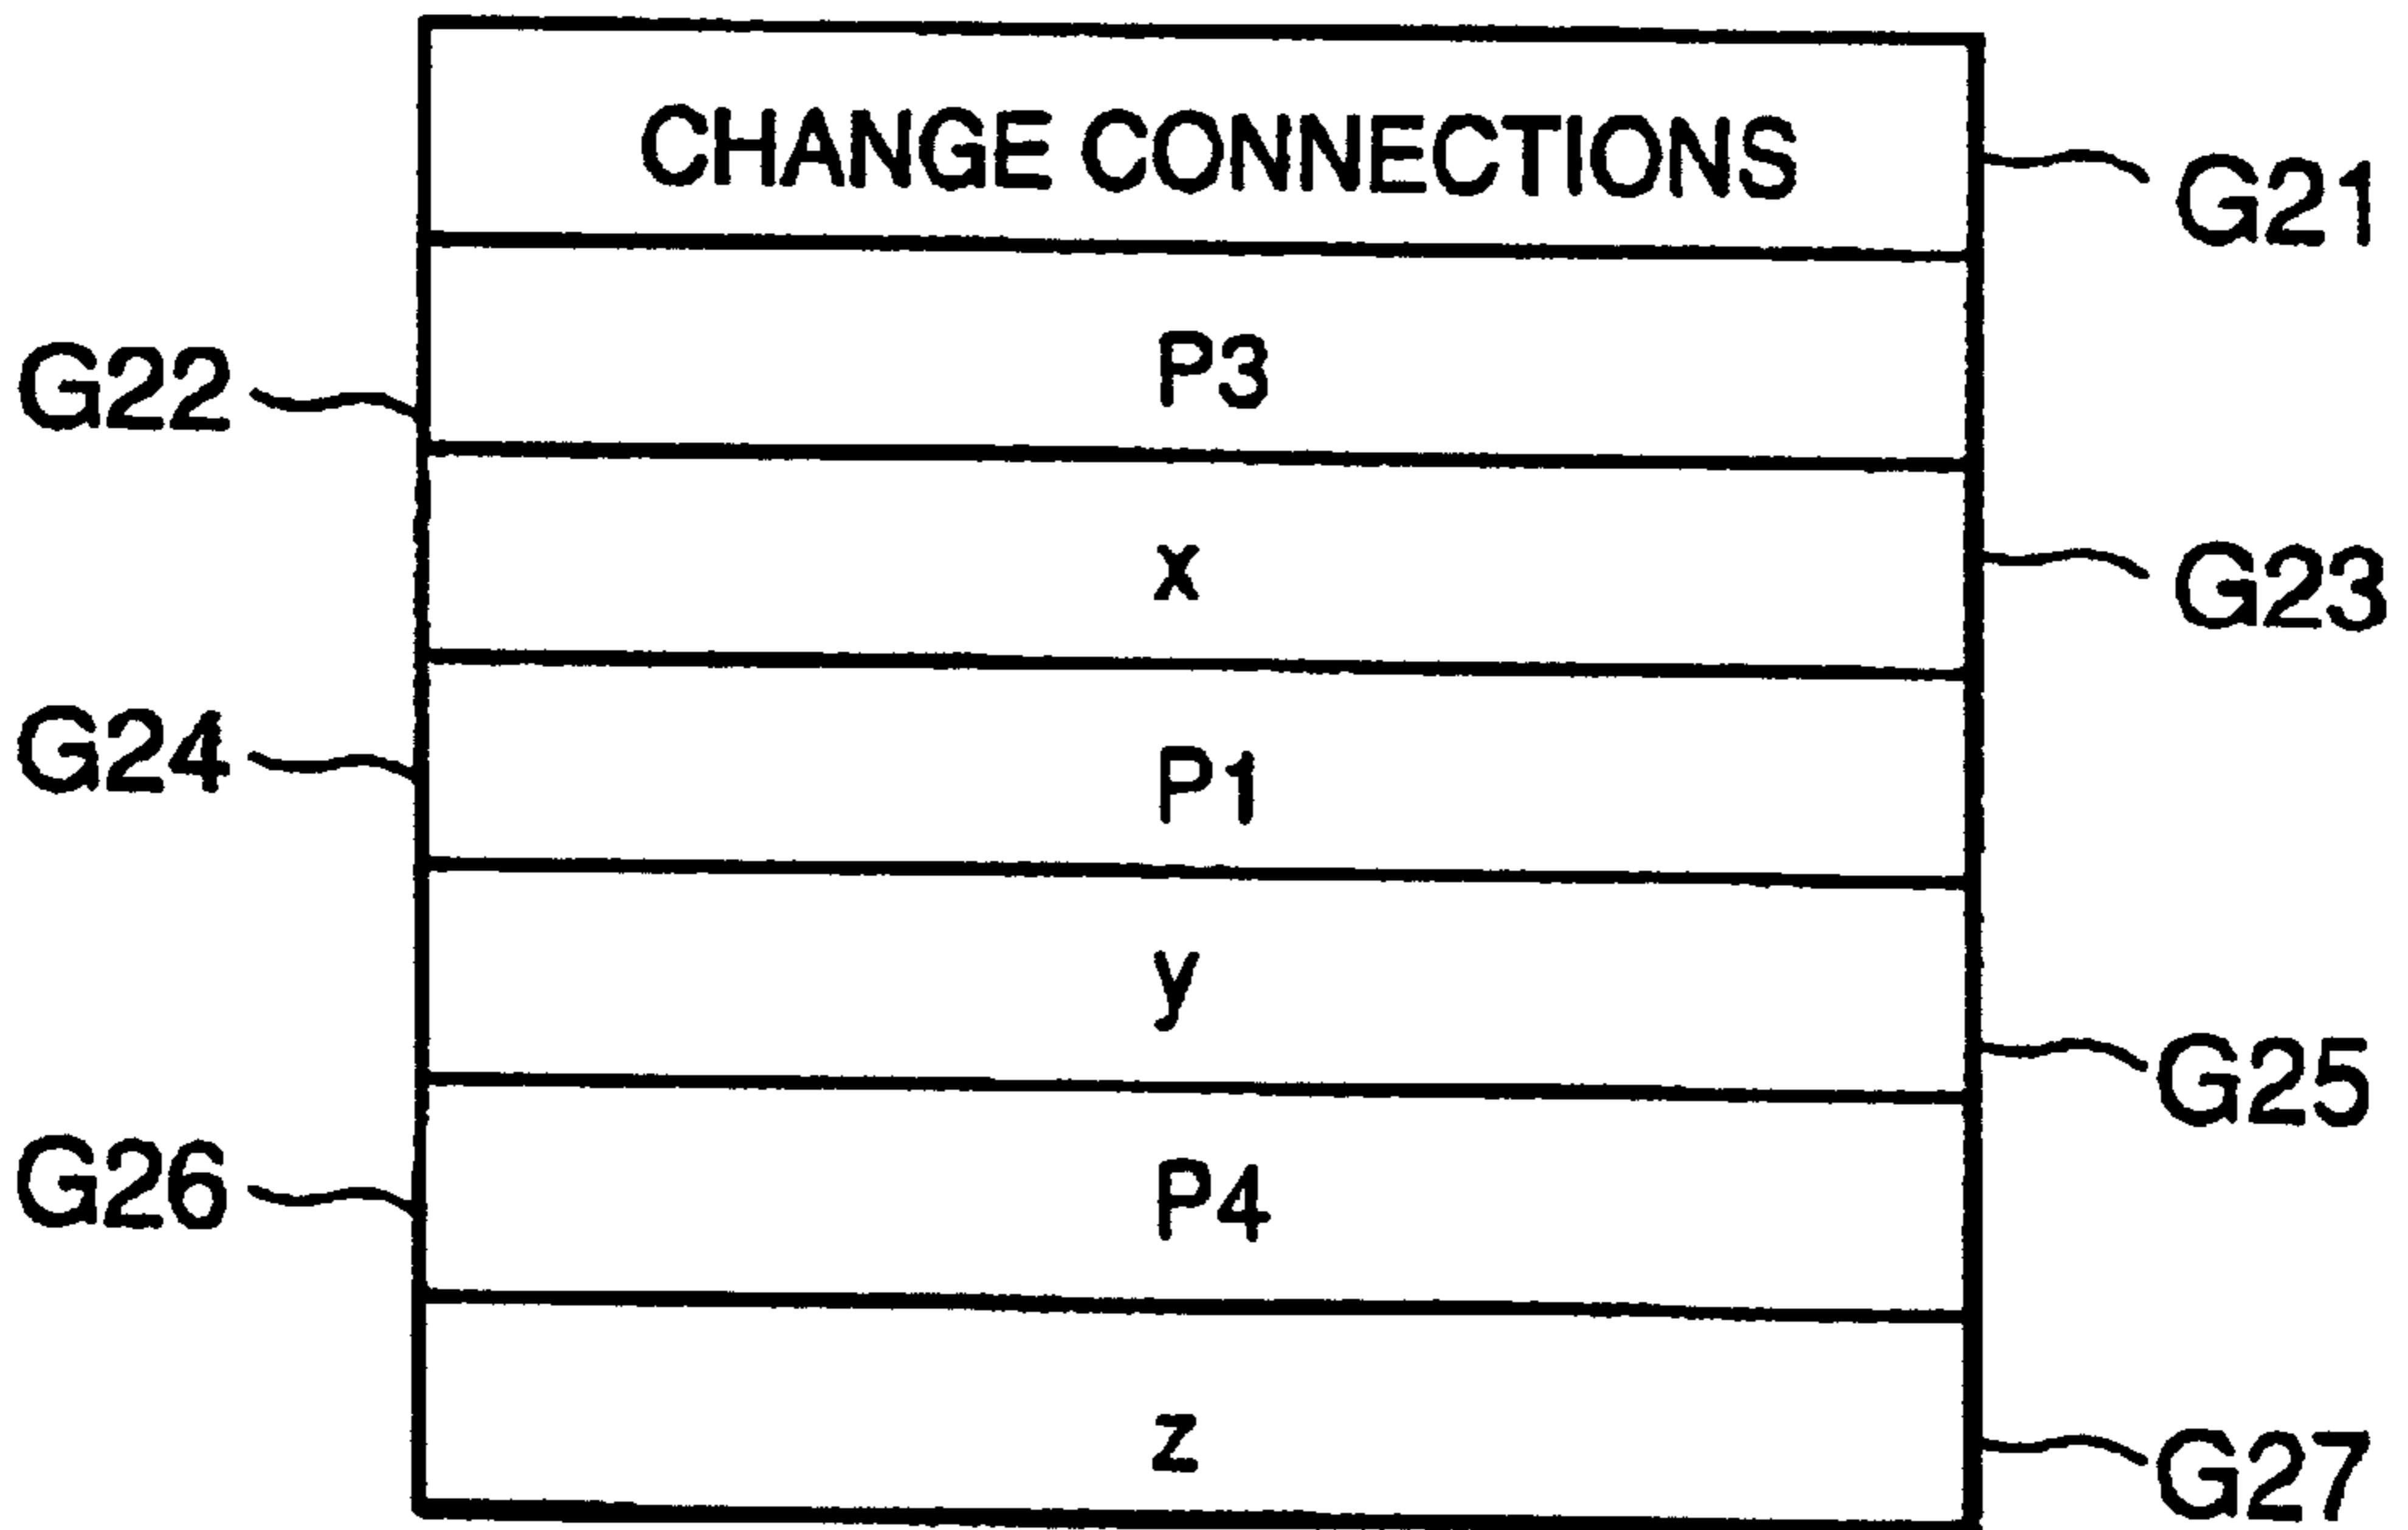 CHANGE CONNECTIONS
G21
P3
G22
x
G23
P1
G24
y
G25
P4
G26
z
G27